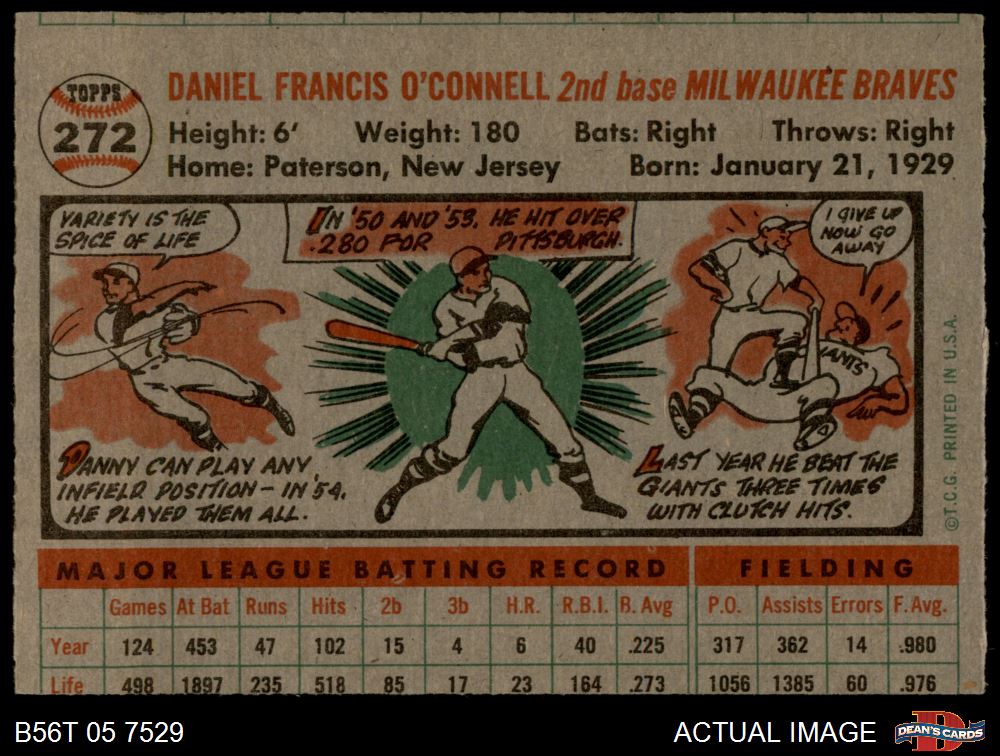 TOPPS
272
DANIEL FRANCIS O'CONNELL 2nd base MILWAUKEE BRAVES
Height: 6' Weight: 180 Bats: Right Throws: Right
Home: Paterson, New Jersey Born: January 21, 1929
VARIETY IS THE
SPICE OF LIFE
IN '50 AND '53, HE HIT OVER
.280 FOR PITTSBURGH.
I GIVE UP
NOW GO
AWAY
GIANTS
DANNY CAN PLAY ANY
INFIELD POSITION - IN '54,
HE PLAYED THEM ALL.
LAST YEAR HE BEAT THE
GIANTS THREE TIMES
WITH CLUTCH HITS.
©T.C.G. PRINTED IN U.S.A.
MAJOR LEAGUE BATTING RECORD FIELDING
Games At Bat Runs Hits 2b 3b H.R. R.B.I. B. Avg P.O. Assists Errors F. Avg.
Year 124 453 47 102 15 4 6 40 .225 317 362 14 .980
Life 498 1897 235 518 85 17 23 164 .273 1056 1385 60 .976
B56T 05 7529 ACTUAL IMAGE DEAN'S CARDS